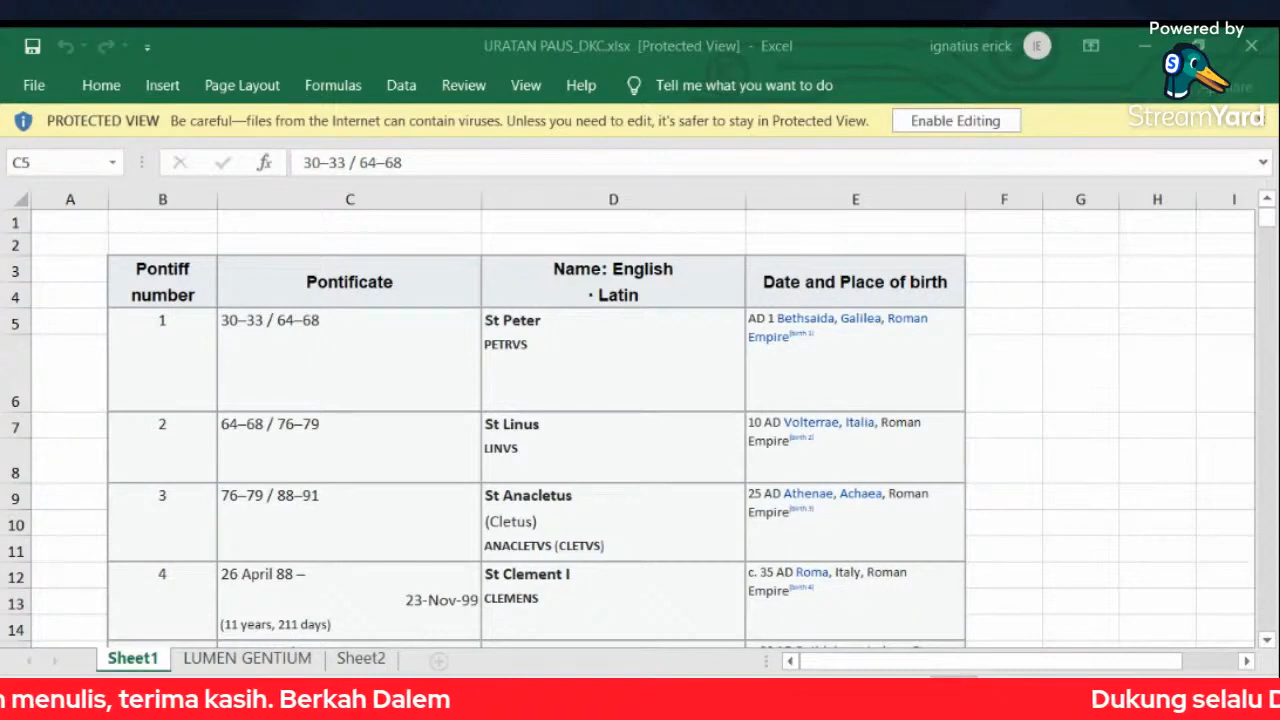 Powered by
StreamYard
URATAN PAUS_DKC.xlsx [Protected View] - Excel
ignatius erick IE
File Home Insert Page Layout Formulas Data Review View Help Tell me what you want to do
PROTECTED VIEW Be careful—files from the Internet can contain viruses. Unless you need to edit, it's safer to stay in Protected View. Enable Editing
C5 fx 30–33 / 64–68
A B C D E F G H I
1
2
3 Pontiff Name: English
Pontificate Date and Place of birth
4 number · Latin
5 1 30–33 / 64–68 St Peter AD 1 Bethsaida, Galilea, Roman
PETRVS Empire[Birth 1]
6
7 2 64–68 / 76–79 St Linus 10 AD Volterrae, Italia, Roman
LINVS Empire[Birth 2]
8
9 3 76–79 / 88–91 St Anacletus 25 AD Athenae, Achaea, Roman
10 (Cletus) Empire[Birth 3]
11 ANACLETVS (CLETVS)
12 4 26 April 88 – St Clement I c. 35 AD Roma, Italy, Roman
13 23-Nov-99 CLEMENS Empire[Birth 4]
14 (11 years, 211 days)
Sheet1 LUMEN GENTIUM Sheet2
menulis, terima kasih. Berkah Dalem Dukung selalu